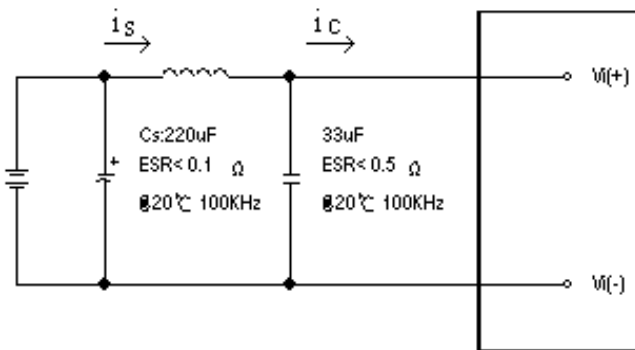 iS
iC
Vi(+)
Cs:220uF
ESR<0.1 Ω
@20℃ 100KHz
33uF
ESR<0.5 Ω
@20℃ 100KHz
+
Vi(-)